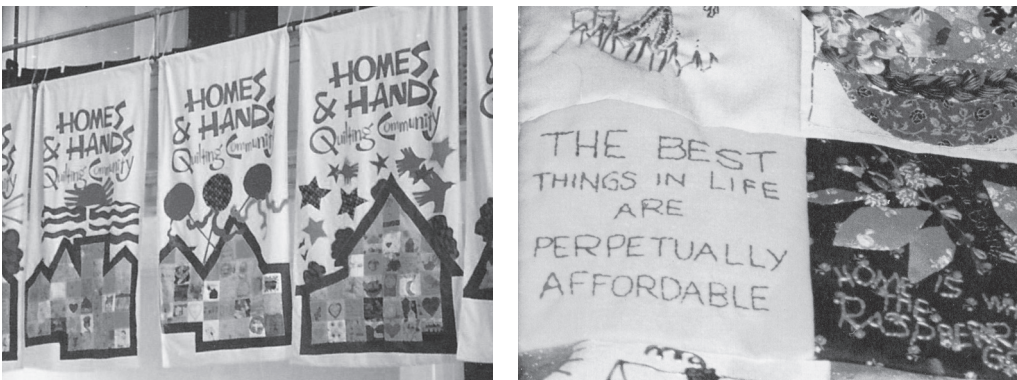 HOMES
& HANDS
Quilting Community
HOMES
& HANDS
Quilting Community
HOMES
& HANDS
Quilting Community
THE BEST
THINGS IN LIFE
ARE
PERPETUALLY
AFFORDABLE
HOME IS
THE